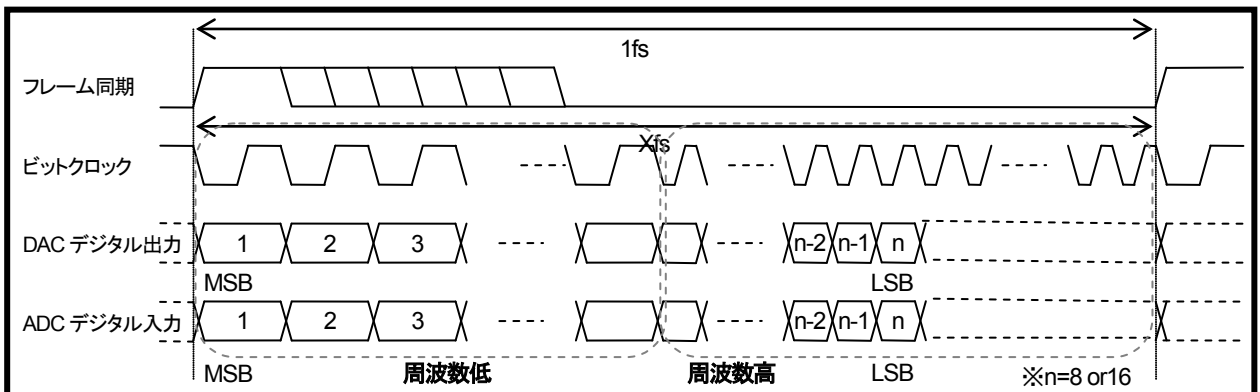 1fs
フレーム同期
Xfs
ビットクロック
DAC デジタル出力 1 2 3 n-2 n-1 n
MSB LSB
ADC デジタル入力 1 2 3 n-2 n-1 n
MSB 周波数低 周波数高 LSB ※n=8 or16